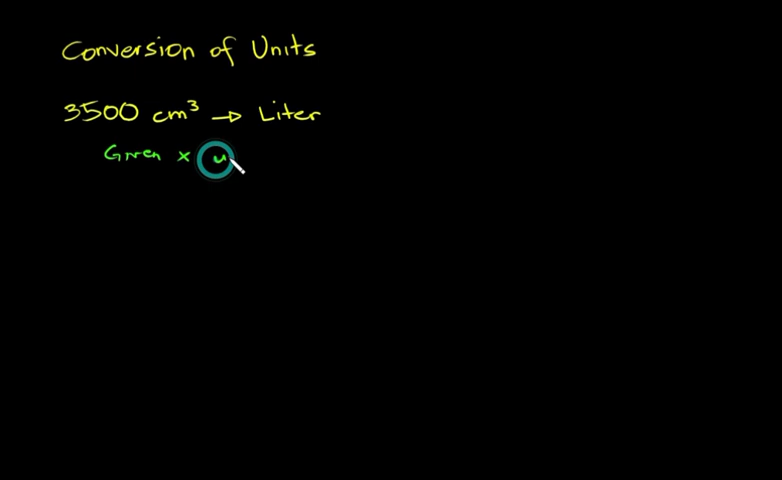 Conversion of Units
3500 cm³ → Liter
Given × u